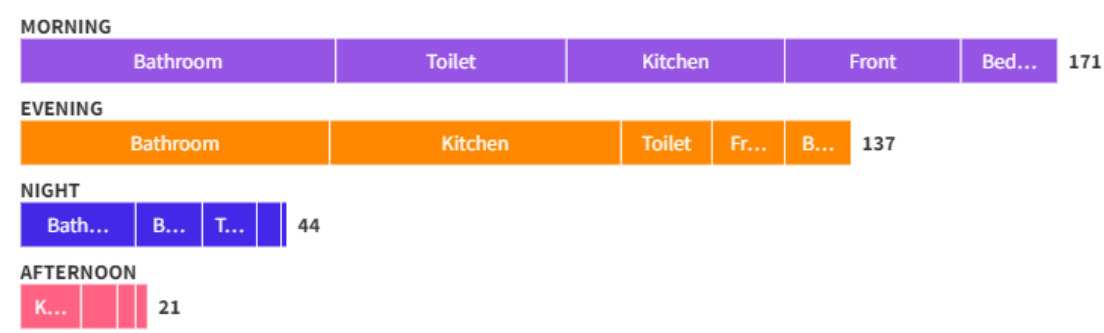 MORNING
Bathroom Toilet Kitchen Front Bed... 171
EVENING
Bathroom Kitchen Toilet Fr... B... 137
NIGHT
Bath... B... T... 44
AFTERNOON
K... 21